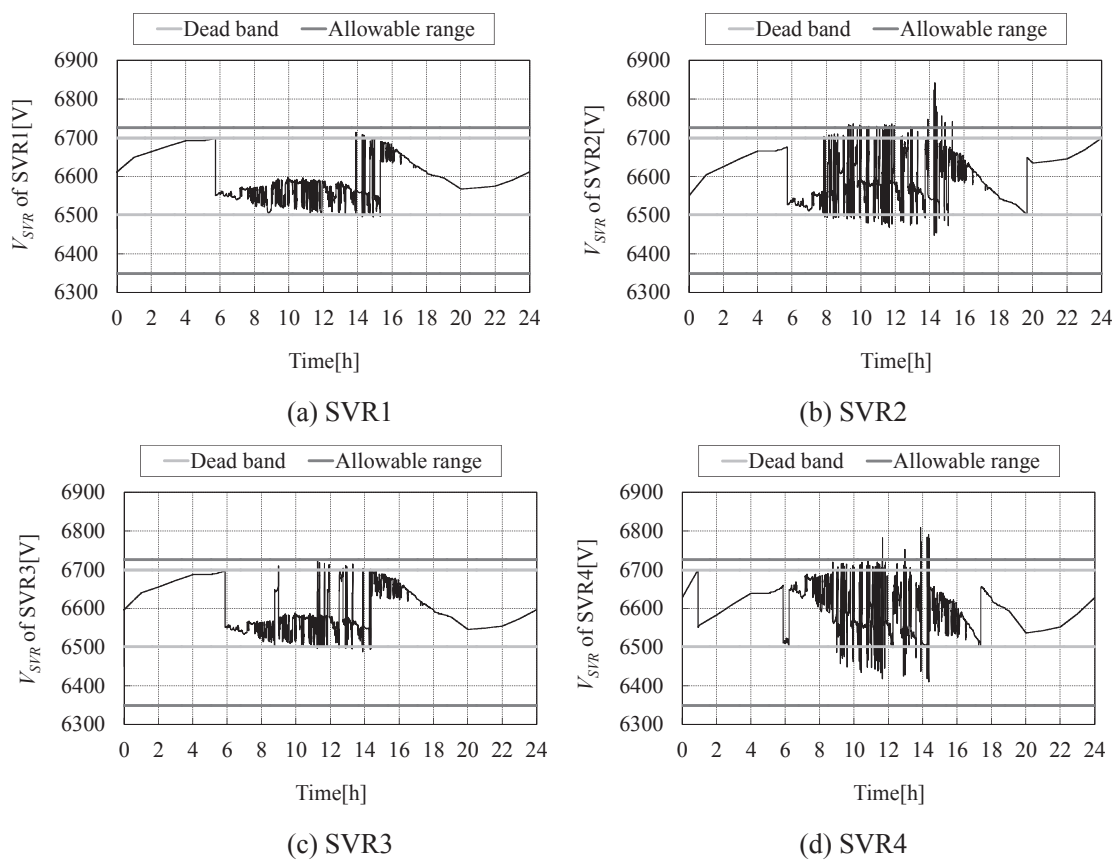 Dead band Allowable range
Dead band Allowable range
6900
6800
6700
6600
6500
6400
6300
V_SVR of SVR1[V]
0 2 4 6 8 10 12 14 16 18 20 22 24
Time[h]
(a) SVR1
6900
6800
6700
6600
6500
6400
6300
V_SVR of SVR2[V]
0 2 4 6 8 10 12 14 16 18 20 22 24
Time[h]
(b) SVR2
Dead band Allowable range
Dead band Allowable range
6900
6800
6700
6600
6500
6400
6300
V_SVR of SVR3[V]
0 2 4 6 8 10 12 14 16 18 20 22 24
Time[h]
(c) SVR3
6900
6800
6700
6600
6500
6400
6300
V_SVR of SVR4[V]
0 2 4 6 8 10 12 14 16 18 20 22 24
Time[h]
(d) SVR4